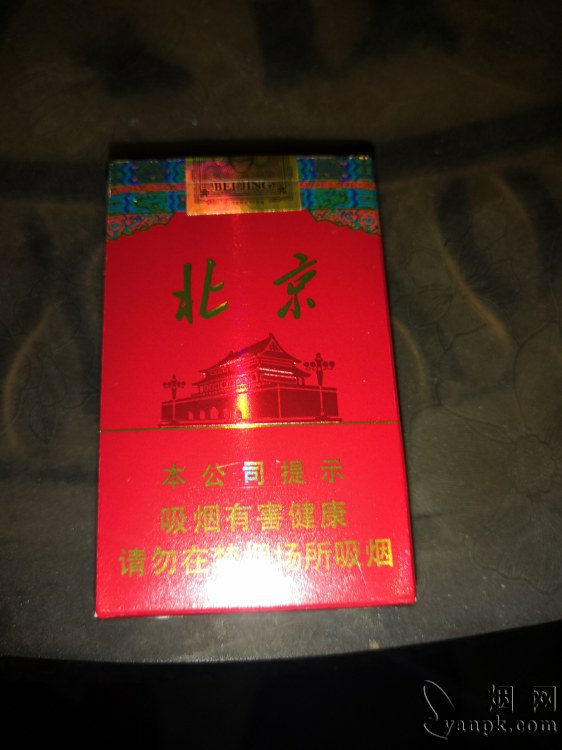 BEIJING
北京
本公司提示
吸烟有害健康
请勿在禁烟场所吸烟
烟网
yanpk.com